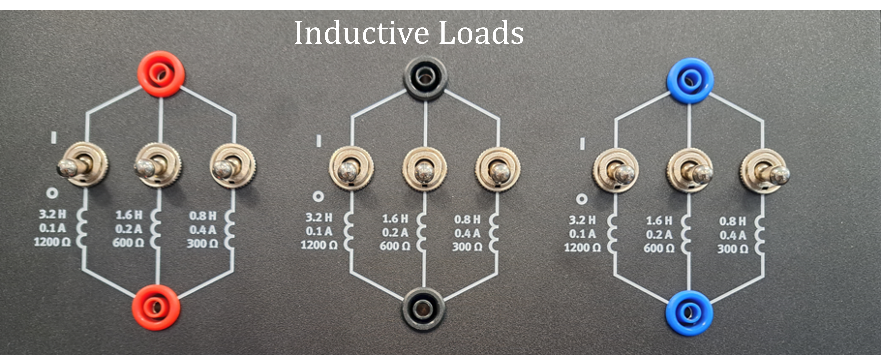 Inductive Loads
I
O
3.2 H
0.1 A
1200 Ω
1.6 H
0.2 A
600 Ω
0.8 H
0.4 A
300 Ω
I
O
3.2 H
0.1 A
1200 Ω
1.6 H
0.2 A
600 Ω
0.8 H
0.4 A
300 Ω
I
O
3.2 H
0.1 A
1200 Ω
1.6 H
0.2 A
600 Ω
0.8 H
0.4 A
300 Ω